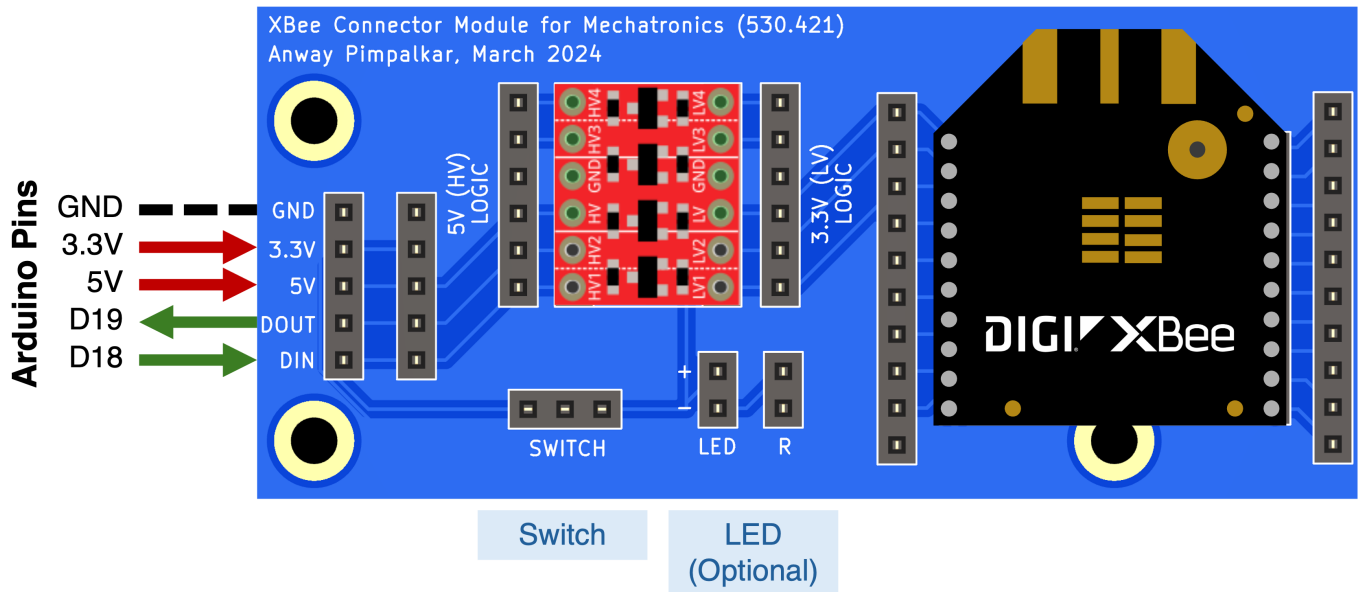 XBee Connector Module for Mechatronics (530.421)
Anway Pimpalkar, March 2024
Arduino Pins
GND
3.3V
5V
D19
D18
GND
3.3V
5V
DOUT
DIN
5V (HV)
LOGIC
HV4
HV3
GND
HV
HV2
HV1
LV4
LV3
GND
LV
LV2
LV1
3.3V (LV)
LOGIC
DIGI XBee
+
−
SWITCH
LED
R
Switch
LED
(Optional)